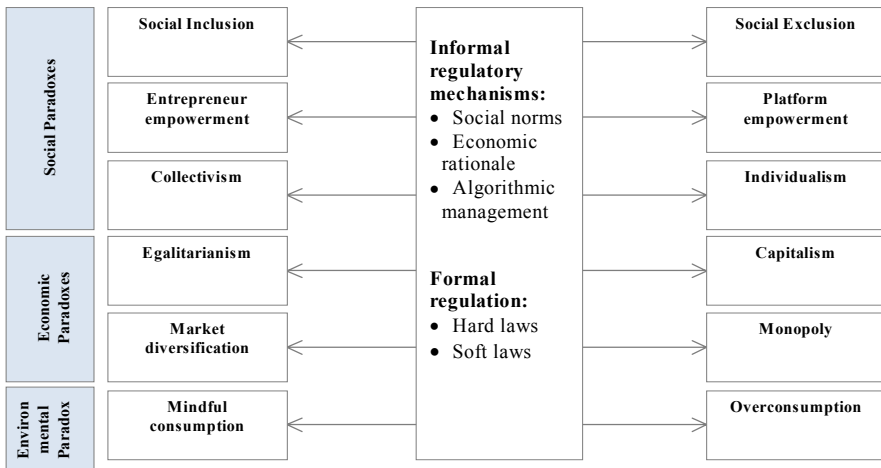 Social Paradoxes
Social Inclusion
Entrepreneur
empowerment
Collectivism
Economic
Paradoxes
Egalitarianism
Market
diversification
Environ
mental
Paradox
Mindful
consumption
Informal
regulatory
mechanisms:
• Social norms
• Economic
rationale
• Algorithmic
management
Formal
regulation:
• Hard laws
• Soft laws
Social Exclusion
Platform
empowerment
Individualism
Capitalism
Monopoly
Overconsumption